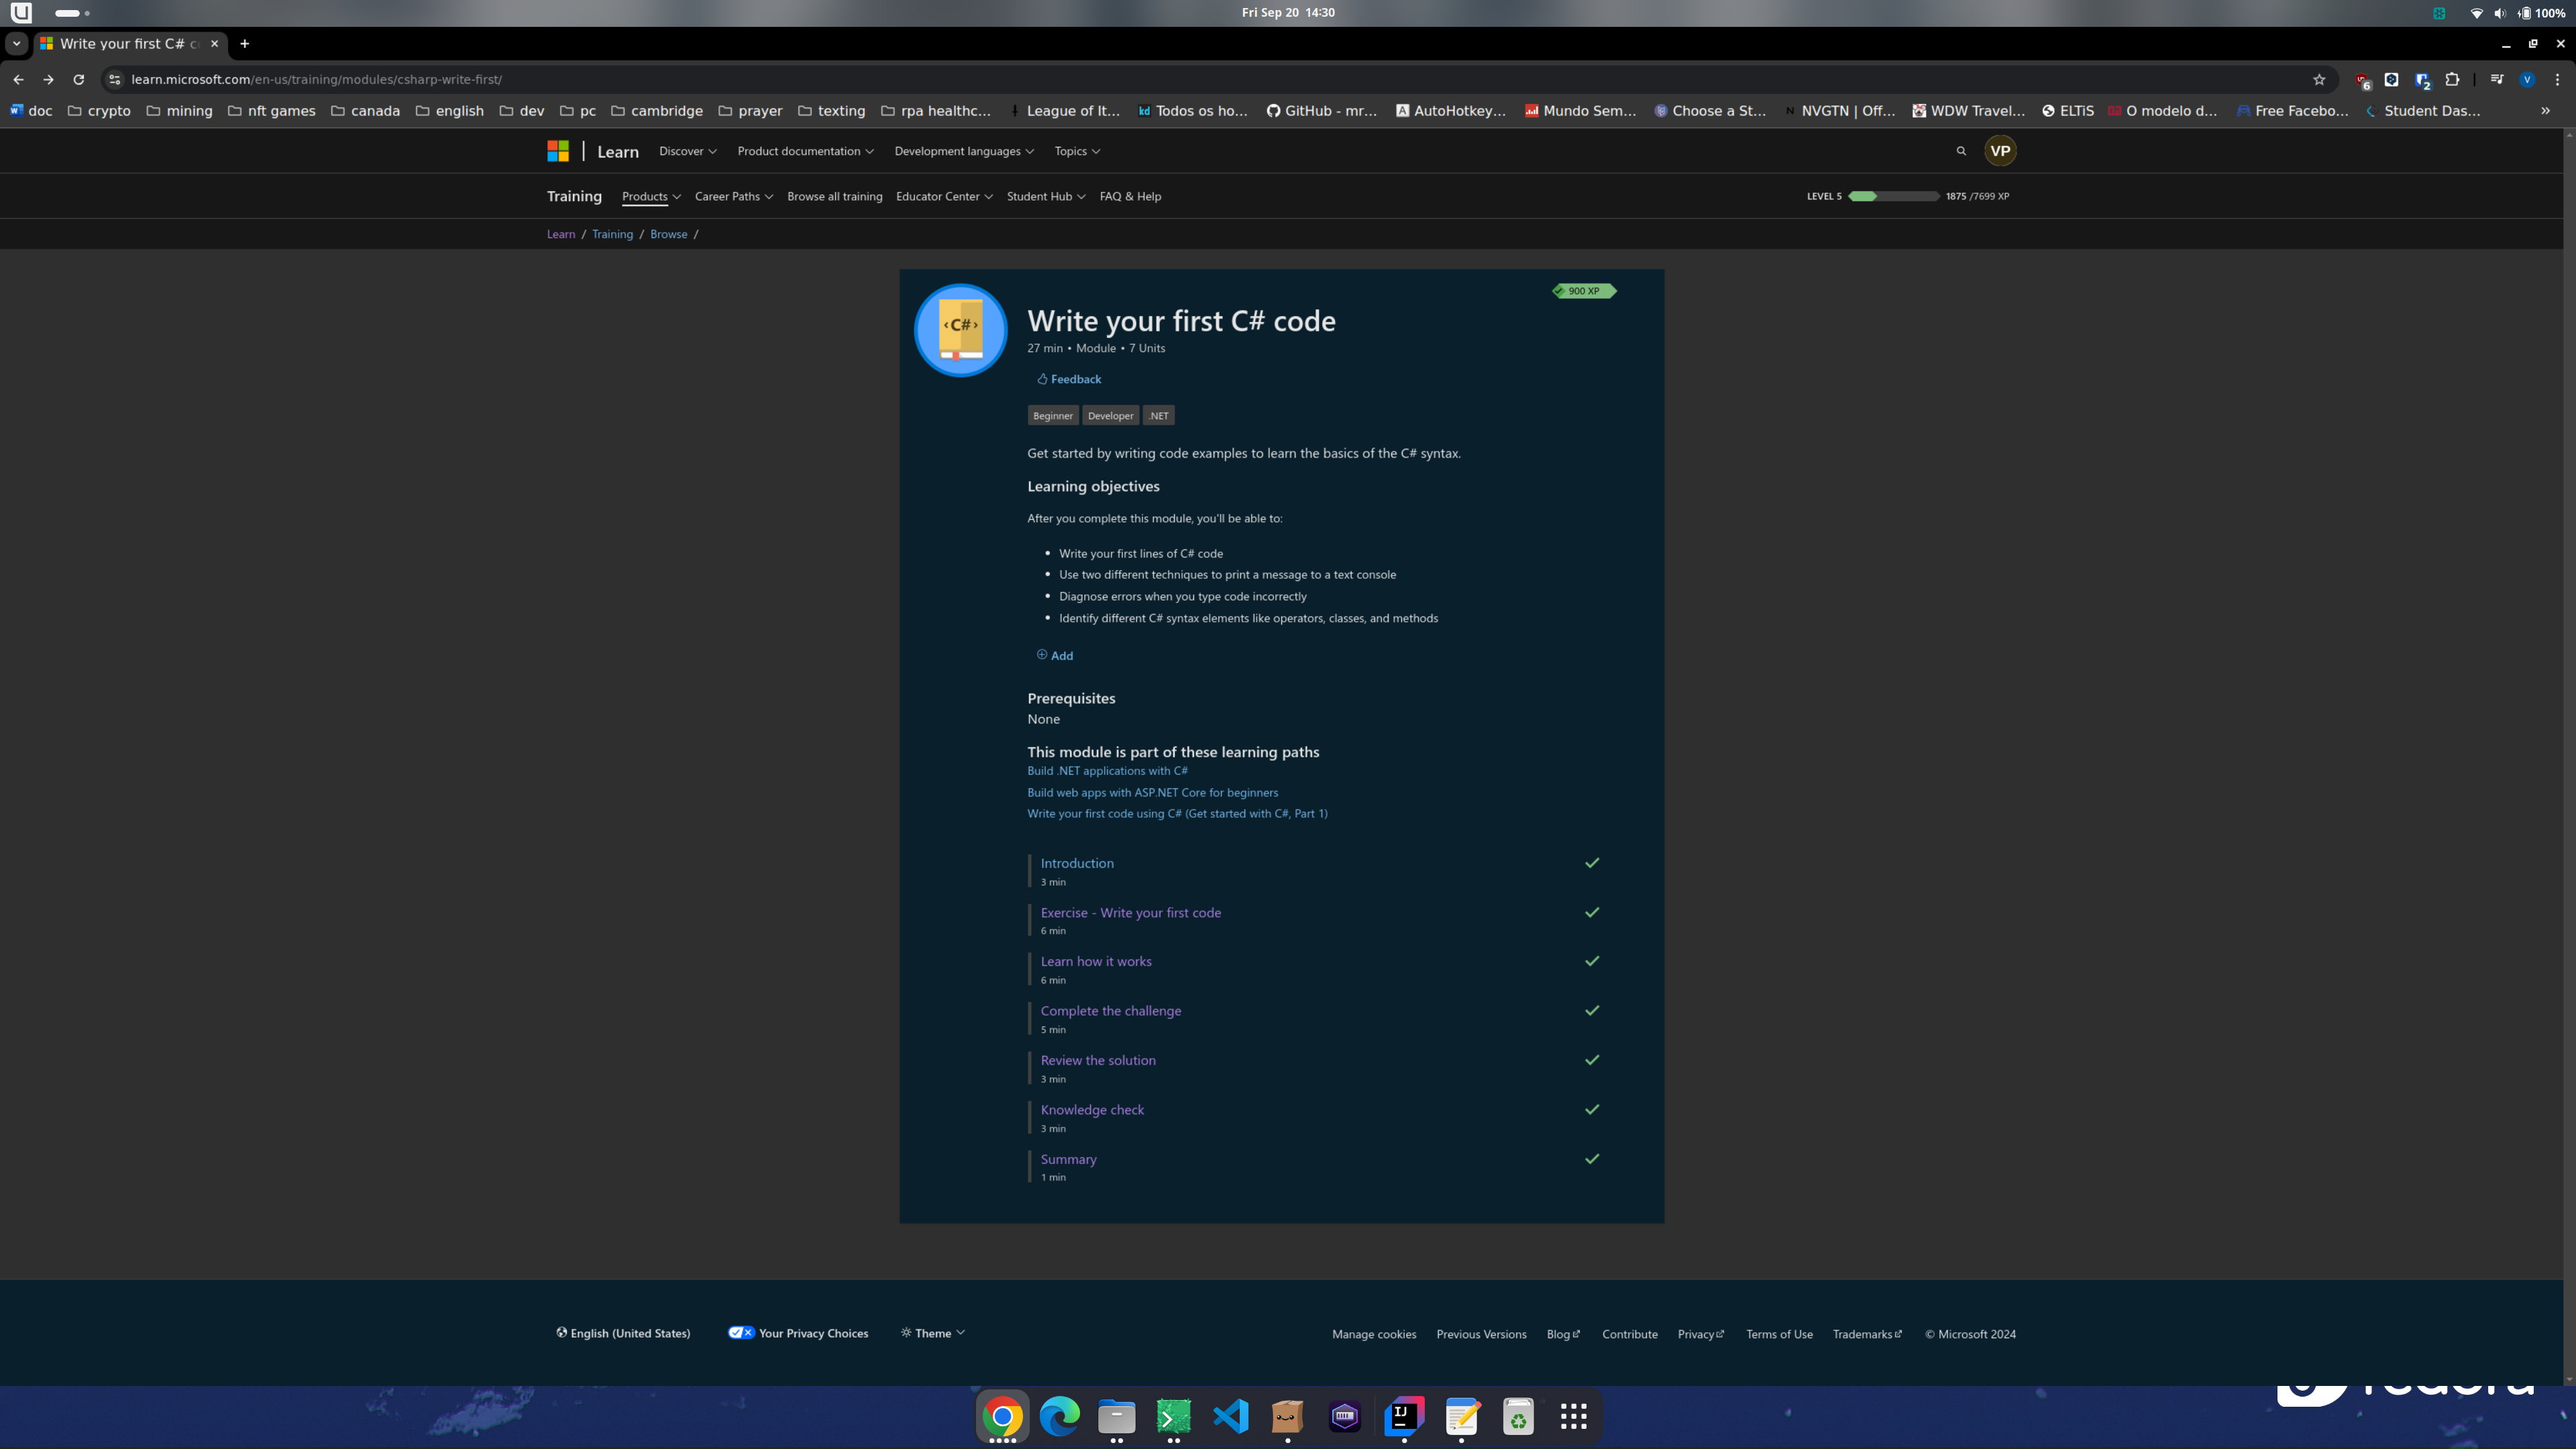 Fri Sep 20 14:30
100%
Write your first C# c
learn.microsoft.com/en-us/training/modules/csharp-write-first/
6
2
V
doc crypto mining nft games canada english dev pc cambridge prayer texting rpa healthc... League of It... Todos os ho... GitHub - mr... AutoHotkey... Mundo Sem... Choose a St... NVGTN | Off... WDW Travel... ELTiS O modelo d... Free Facebo... Student Das... »
Learn Discover Product documentation Development languages Topics VP
Training Products Career Paths Browse all training Educator Center Student Hub FAQ & Help LEVEL 5 1875 /7699 XP
Learn / Training / Browse /
900 XP
<C#>
Write your first C# code
27 min • Module • 7 Units
Feedback
Beginner Developer .NET
Get started by writing code examples to learn the basics of the C# syntax.
Learning objectives
After you complete this module, you'll be able to:
• Write your first lines of C# code
• Use two different techniques to print a message to a text console
• Diagnose errors when you type code incorrectly
• Identify different C# syntax elements like operators, classes, and methods
Add
Prerequisites
None
This module is part of these learning paths
Build .NET applications with C#
Build web apps with ASP.NET Core for beginners
Write your first code using C# (Get started with C#, Part 1)
Introduction
3 min
Exercise - Write your first code
6 min
Learn how it works
6 min
Complete the challenge
5 min
Review the solution
3 min
Knowledge check
3 min
Summary
1 min
English (United States) Your Privacy Choices Theme Manage cookies Previous Versions Blog Contribute Privacy Terms of Use Trademarks © Microsoft 2024
IJ